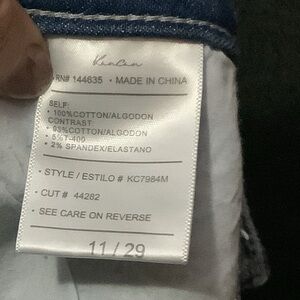 KanCan
RN# 144635 • MADE IN CHINA
SELF:
• 100%COTTON/ALGODON
CONTRAST:
• 93%COTTON/ALGODON
• 5%T-400
• 2% SPANDEX/ELASTANO
• STYLE / ESTILO # KC7984M
• CUT # 44282
• SEE CARE ON REVERSE
11 / 29